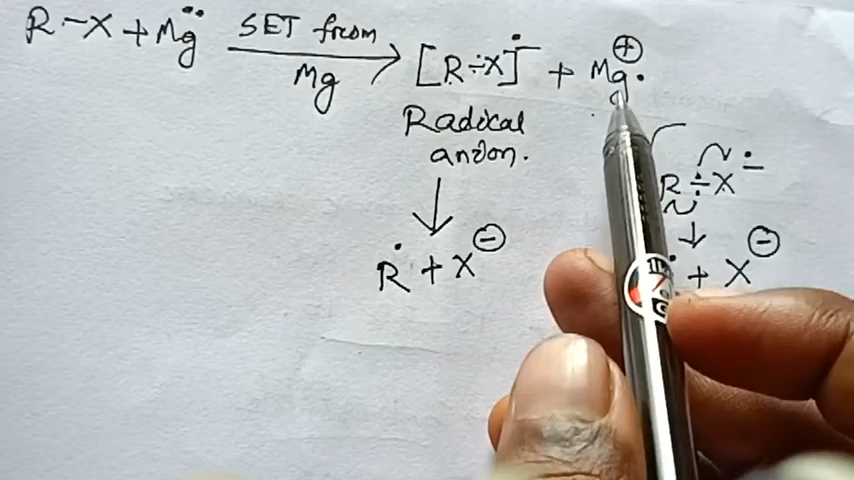 R-X + Mg̈ SET from Mg → [R∸X]•− + Mg⊕•
Radical
anion.
R ∸ X •−
↓ ↓
Ṙ + X⊖ + X⊖